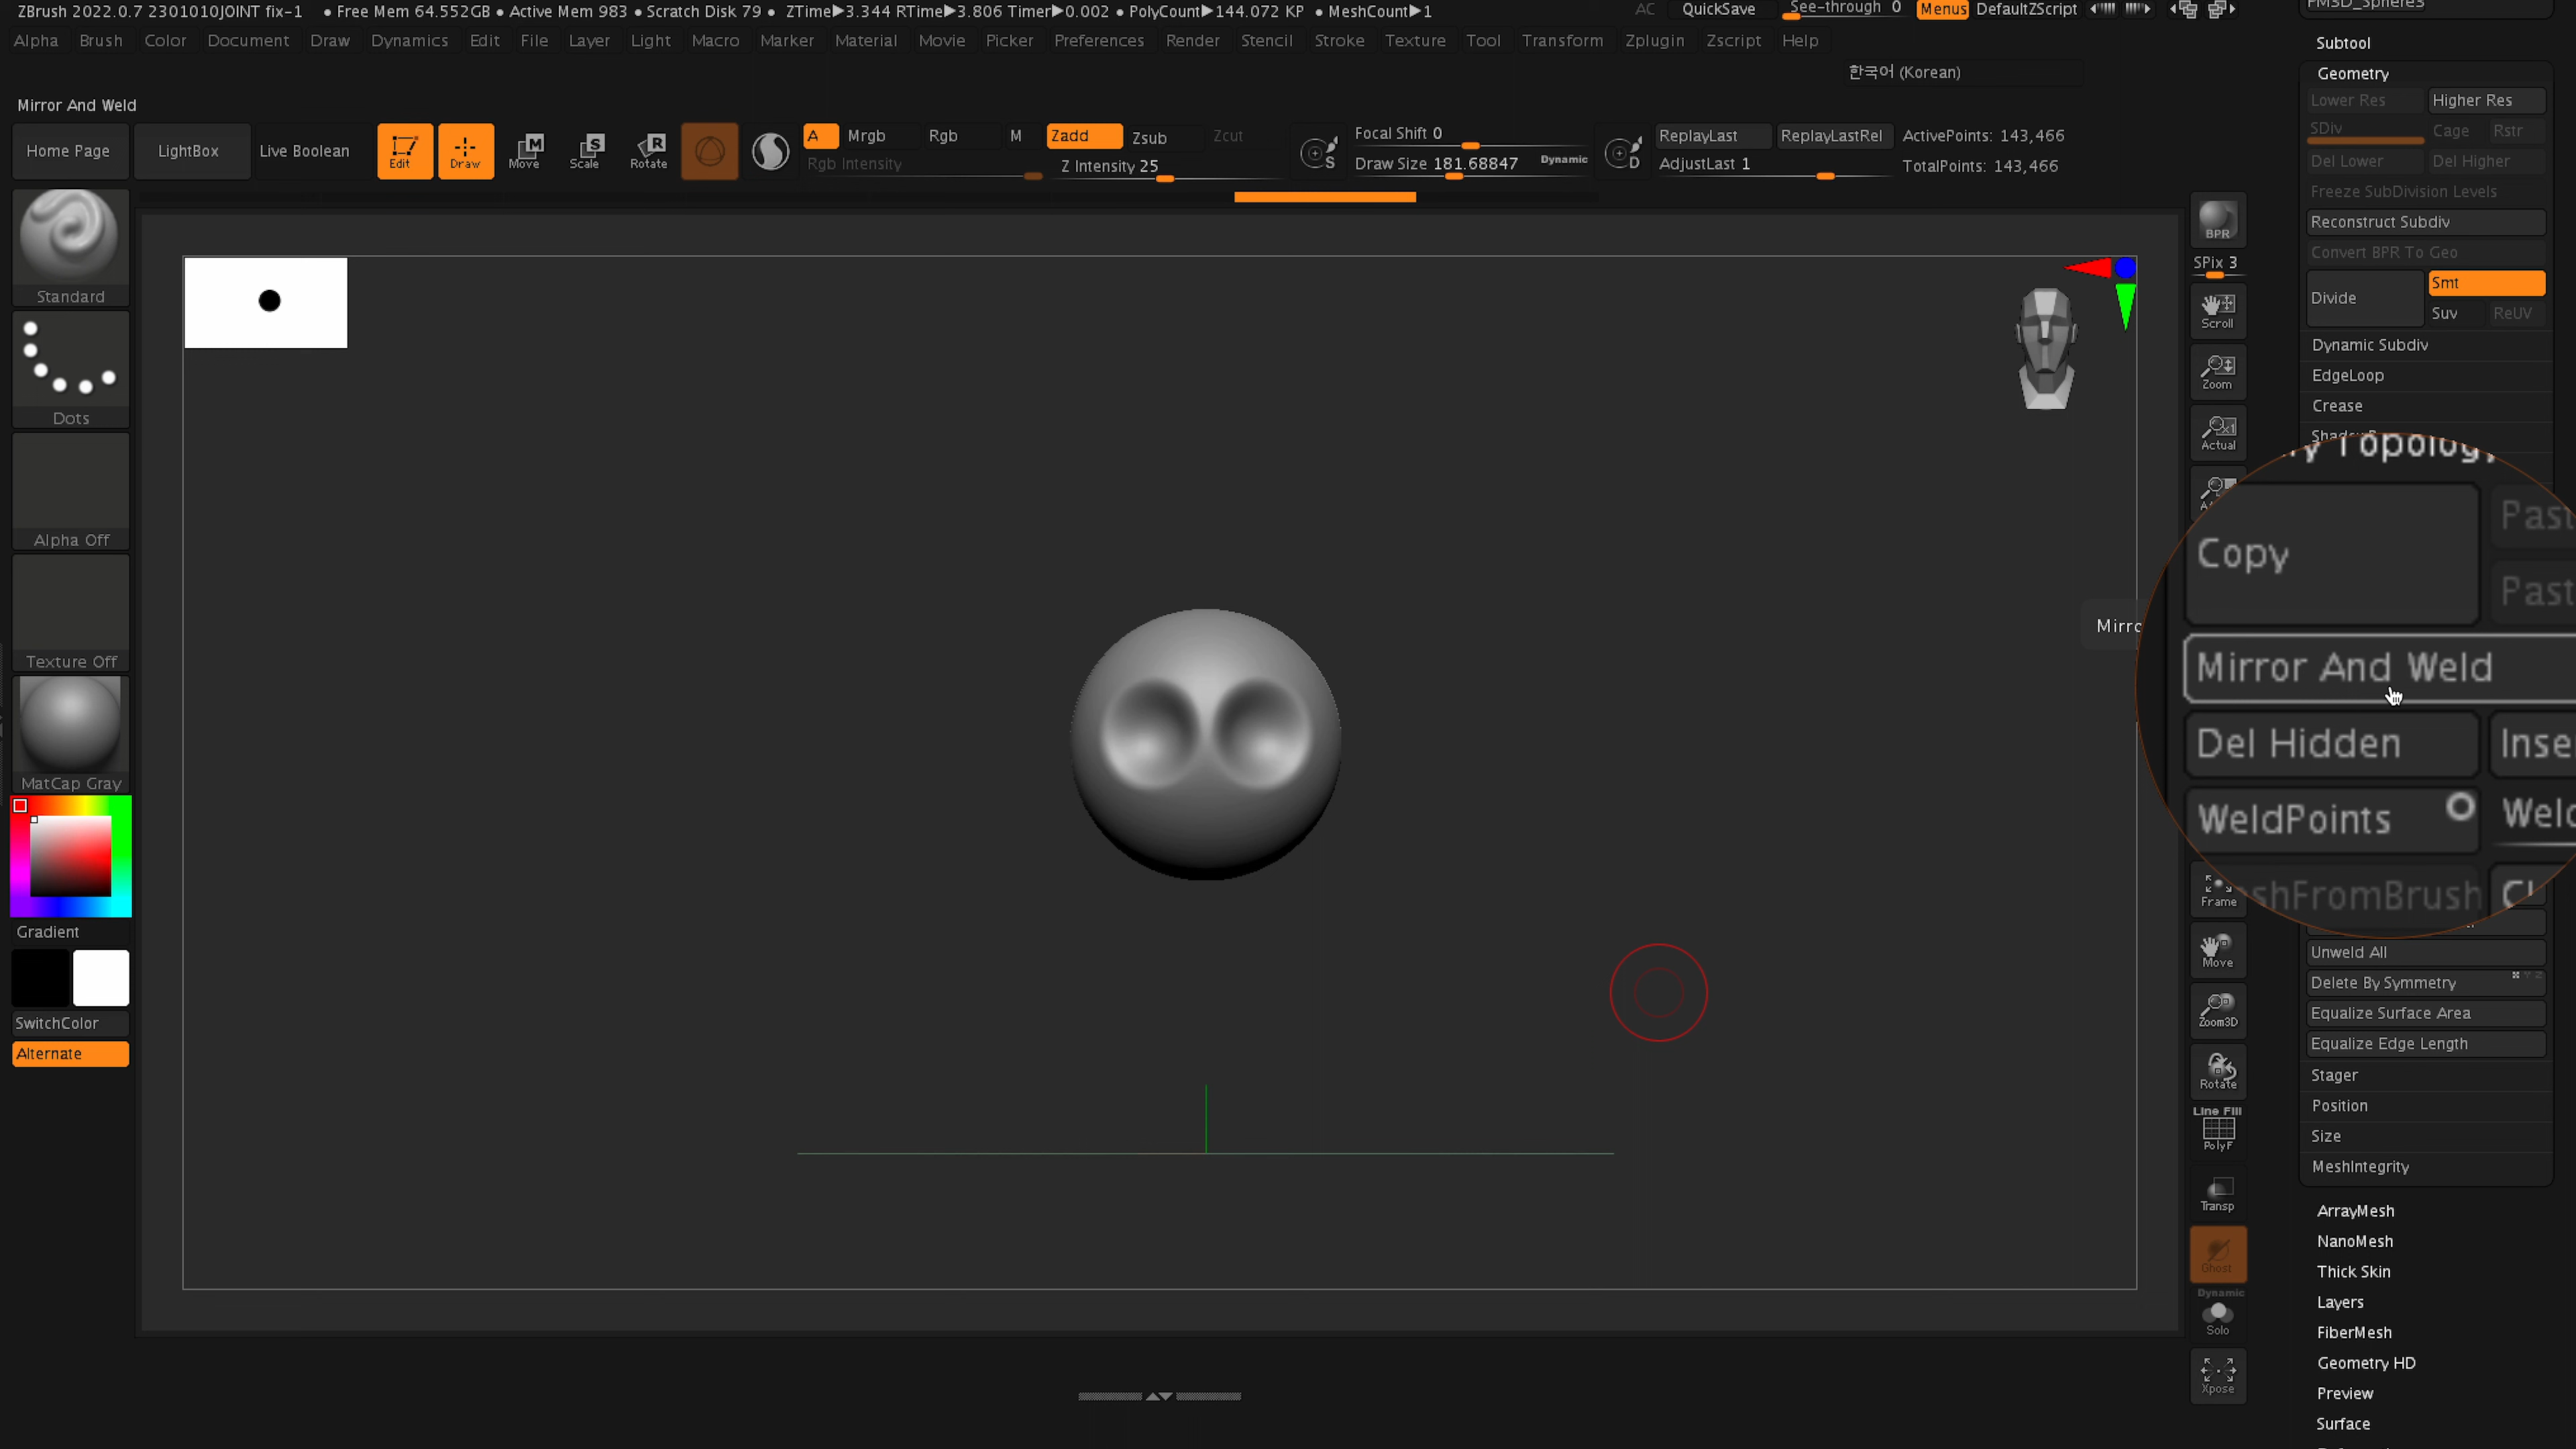 ZBrush 2022.0.7 2301010JOINT fix-1 • Free Mem 64.552GB • Active Mem 983 • Scratch Disk 79 • ZTime▶3.344 RTime▶3.806 Timer▶0.002 • PolyCount▶144.072 KP • MeshCount▶1 AC QuickSave See-through 0 Menus DefaultZScript
Alpha Brush Color Document Draw Dynamics Edit File Layer Light Macro Marker Material Movie Picker Preferences Render Stencil Stroke Texture Tool Transform Zplugin Zscript Help
한국어 (Korean)
Mirror And Weld
Home Page LightBox Live Boolean Edit Draw Move Scale Rotate
A Mrgb Rgb M Zadd Zsub Zcut
Rgb Intensity Z Intensity 25
Focal Shift 0
Draw Size 181.68847 Dynamic
S D
ReplayLast ReplayLastRel ActivePoints: 143,466
AdjustLast 1 TotalPoints: 143,466
Standard
Dots
Alpha Off
Texture Off
MatCap Gray
Gradient
SwitchColor
Alternate
BPR
SPix 3
Scroll
Zoom
Actual
Frame
Move
Zoom3D
Rotate
Line Fill
PolyF
Transp
Ghost
Dynamic
Solo
Xpose
PM3D_Sphere3
Subtool
Geometry
Lower Res Higher Res
SDiv Cage Rstr
Del Lower Del Higher
Freeze SubDivision Levels
Reconstruct Subdiv
Convert BPR To Geo
Divide Smt
Suv ReUV
Dynamic Subdiv
EdgeLoop
Crease
y Topology
Copy Past
Past
Mirro
Mirror And Weld
Del Hidden Inse
WeldPoints Weld
shFromBrush Cl
Unweld All
Delete By Symmetry
Equalize Surface Area
Equalize Edge Length
Stager
Position
Size
MeshIntegrity
ArrayMesh
NanoMesh
Thick Skin
Layers
FiberMesh
Geometry HD
Preview
Surface